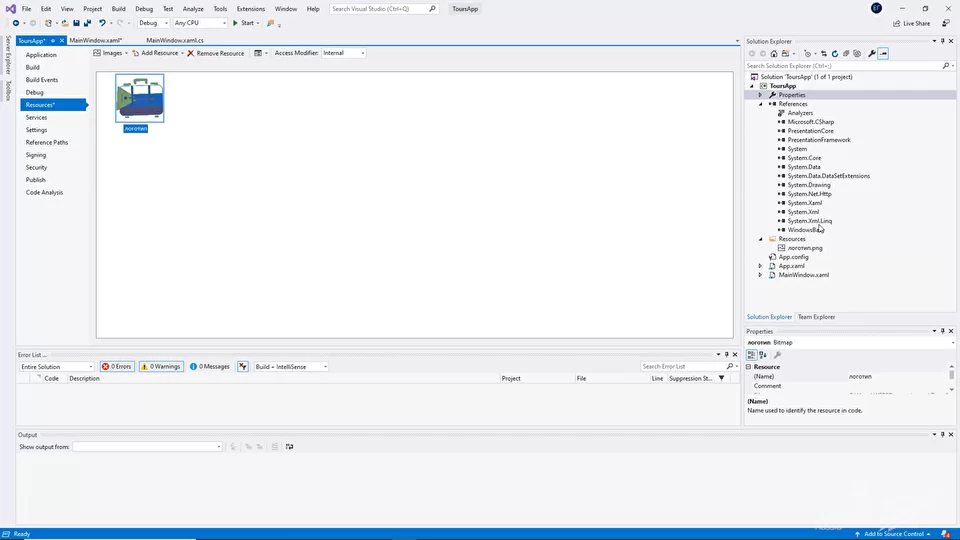 File Edit View Project Build Debug Test Analyze Tools Extensions Window Help Search Visual Studio (Ctrl+Q) ToursApp
Debug Any CPU Start Live Share
ToursApp* MainWindow.xaml* MainWindow.xaml.cs
Server Explorer
Toolbox
Application
Build
Build Events
Debug
Resources*
Services
Settings
Reference Paths
Signing
Security
Publish
Code Analysis
Images Add Resource Remove Resource Access Modifier: Internal
логотип
Solution Explorer
Search Solution Explorer (Ctrl+;)
Solution 'ToursApp' (1 of 1 project)
ToursApp
Properties
References
Analyzers
Microsoft.CSharp
PresentationCore
PresentationFramework
System
System.Core
System.Data
System.Data.DataSetExtensions
System.Drawing
System.Net.Http
System.Xaml
System.Xml
System.Xml.Linq
Resources
логотип.png
App.config
App.xaml
MainWindow.xaml
Solution Explorer Team Explorer
Properties
логотип Bitmap
Resource
(Name) логотип
Comment
(Name)
Name used to identify the resource in code.
Error List ...
Entire Solution 0 Errors 0 Warnings 0 Messages Build + IntelliSense Search Error List
Code Description Project File Line Suppression St...
Output
Show output from:
Ready Add to Source Control